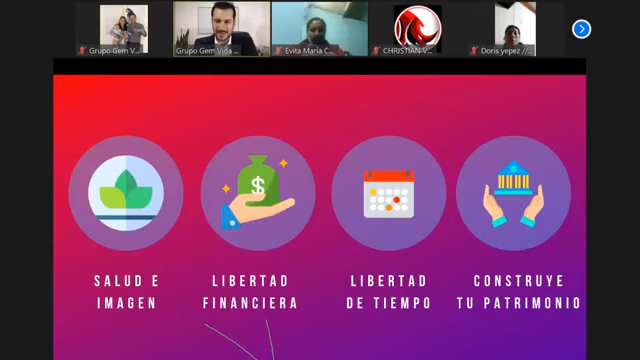 Grupo Gem V...
Grupo Gem Vida ...
Evita Maria C...
CHRISTIAN V...
Doris yepez //...
$
SALUD E
IMAGEN
LIBERTAD
FINANCIERA
LIBERTAD
DE TIEMPO
CONSTRUYE
TU PATRIMONIO